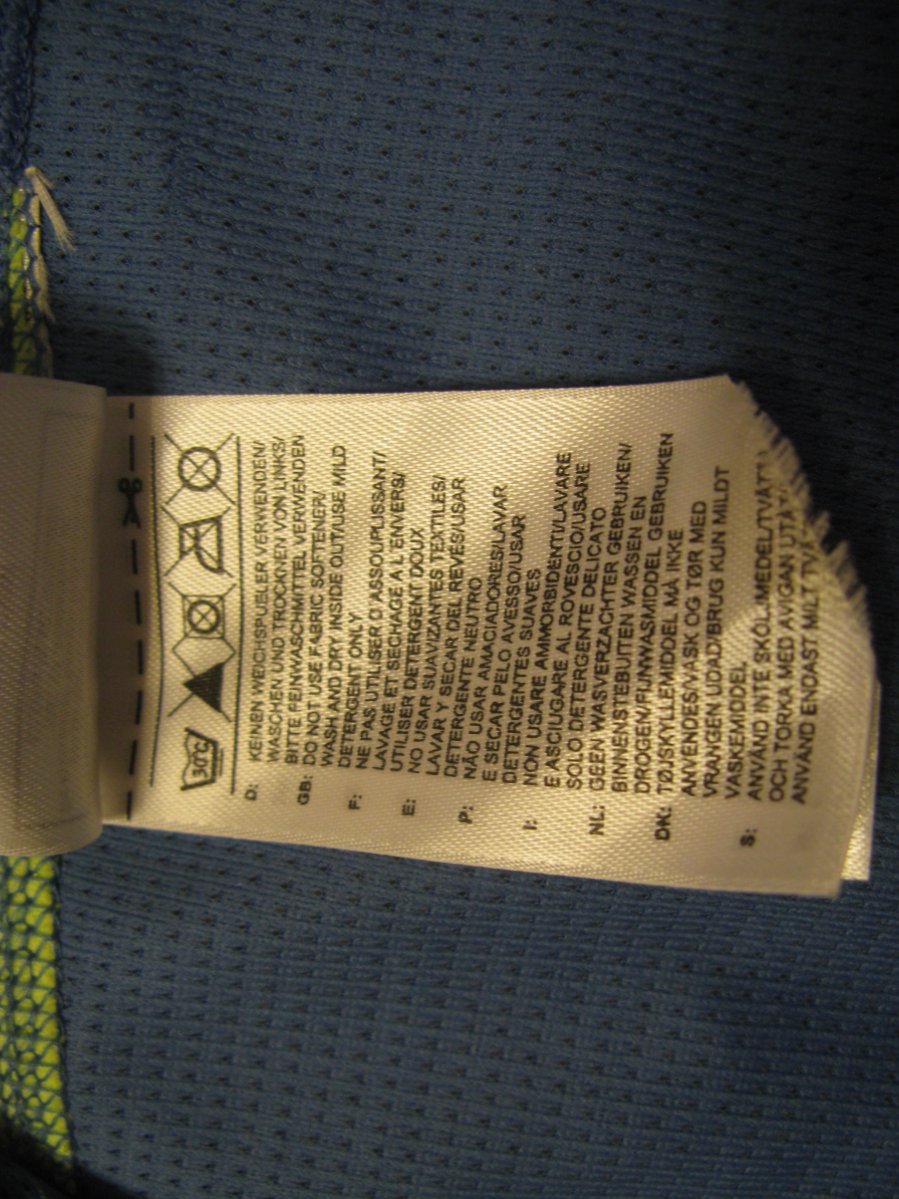 30°C
D: KEINEN WEICHSPUELER VERWENDEN/
WASCHEN UND TROCKNEN VON LINKS/
BITTE FEINWASCHMITTEL VERWENDEN
GB: DO NOT USE FABRIC SOFTENER/
WASH AND DRY INSIDE OUT/USE MILD
DETERGENT ONLY
F: NE PAS UTILISER D'ASSOUPLISSANT/
LAVAGE ET SECHAGE A L'ENVERS/
UTILISER DETERGENT DOUX
E: NO USAR SUAVIZANTES TEXTILES/
LAVAR Y SECAR DEL REVES/USAR
DETERGENTE NEUTRO
P: NÃO USAR AMACIADORES/LAVAR
E SECAR PELO AVESSO/USAR
DETERGENTES SUAVES
I: NON USARE AMMORBIDENTI/LAVARE
E ASCIUGARE AL ROVESCIO/USARE
SOLO DETERGENTE DELICATO
NL: GEEN WASVERZACHTER GEBRUIKEN/
BINNENSTEBUITEN WASSEN EN
DROGEN/FIJNWASMIDDEL GEBRUIKEN
DK: TØJSKYLLEMIDDEL MÅ IKKE
ANVENDES/VASK OG TØR MED
VRANGEN UDAD/BRUG KUN MILDT
VASKEMIDDEL
S: ANVÄND INTE SKÖLJMEDEL/TVÄTTA
OCH TORKA MED AVIGAN UTÅT/
ANVÄND ENDAST MILT